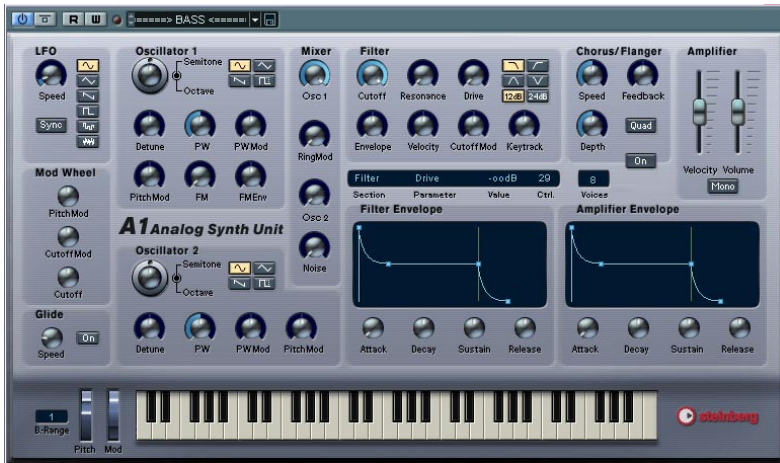 R W =====> BASS <=====
LFO
Speed
Sync
Oscillator 1
Semitone
Octave
Detune PW PWMod
PitchMod FM FMEnv
Mixer
Osc 1
RingMod
Osc 2
Noise
Filter
Cutoff Resonance Drive
12dB 24dB
Envelope Velocity CutoffMod Keytrack
Chorus/Flanger
Speed Feedback
Depth Quad
On
Amplifier
Velocity Volume
Mono
Mod Wheel
PitchMod
CutoffMod
Cutoff
Filter Drive -oodB 29 8
Section Parameter Value Ctrl. Voices
A1 Analog Synth Unit
Oscillator 2
Semitone
Octave
Detune PW PWMod PitchMod
Filter Envelope
Attack Decay Sustain Release
Amplifier Envelope
Attack Decay Sustain Release
Glide
Speed On
1
B.-Range
Pitch Mod
steinberg